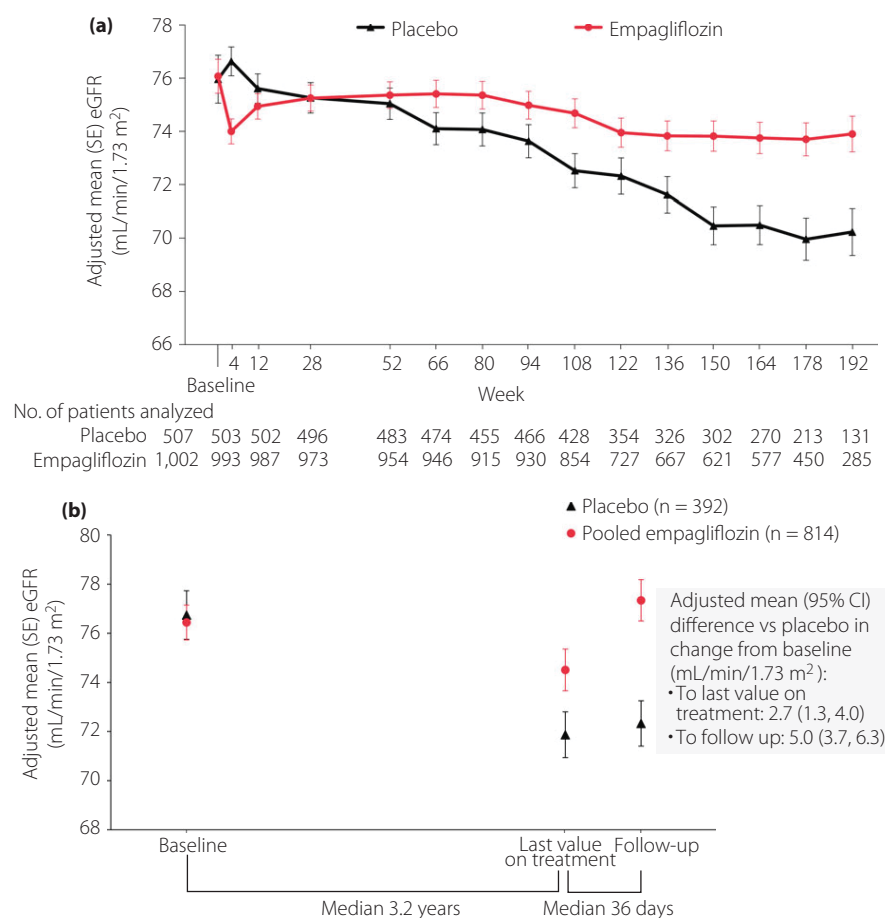 (a)
Placebo
Empagliflozin
Adjusted mean (SE) eGFR
(mL/min/1.73 m²)
78
76
74
72
70
68
66
Baseline
4 12 28 52 66 80 94 108 122 136 150 164 178 192
Week
No. of patients analyzed
Placebo 507 503 502 496 483 474 455 466 428 354 326 302 270 213 131
Empagliflozin 1,002 993 987 973 954 946 915 930 854 727 667 621 577 450 285
(b)
Placebo (n = 392)
Pooled empagliflozin (n = 814)
Adjusted mean (SE) eGFR
(mL/min/1.73 m²)
80
78
76
74
72
70
68
Adjusted mean (95% CI)
difference vs placebo in
change from baseline
(mL/min/1.73 m²):
•To last value on
treatment: 2.7 (1.3, 4.0)
•To follow up: 5.0 (3.7, 6.3)
Baseline
Last value
on treatment
Follow-up
Median 3.2 years
Median 36 days